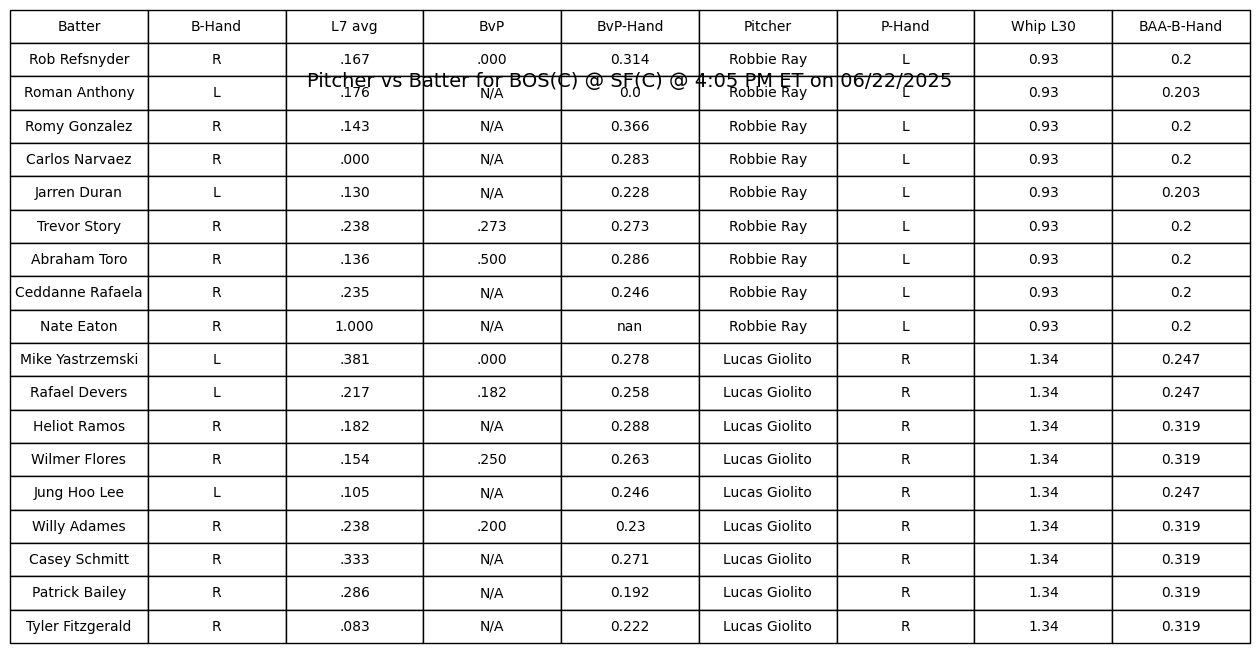 Batter B-Hand L7 avg BvP BvP-Hand Pitcher P-Hand Whip L30 BAA-B-Hand
Rob Refsnyder R .167 .000 0.314 Robbie Ray L 0.93 0.2
Pitcher vs Batter for BOS(C) @ SF(C) @ 4:05 PM ET on 06/22/2025
Roman Anthony L .176 N/A 0.0 Robbie Ray L 0.93 0.203
Romy Gonzalez R .143 N/A 0.366 Robbie Ray L 0.93 0.2
Carlos Narvaez R .000 N/A 0.283 Robbie Ray L 0.93 0.2
Jarren Duran L .130 N/A 0.228 Robbie Ray L 0.93 0.203
Trevor Story R .238 .273 0.273 Robbie Ray L 0.93 0.2
Abraham Toro R .136 .500 0.286 Robbie Ray L 0.93 0.2
Ceddanne Rafaela R .235 N/A 0.246 Robbie Ray L 0.93 0.2
Nate Eaton R 1.000 N/A nan Robbie Ray L 0.93 0.2
Mike Yastrzemski L .381 .000 0.278 Lucas Giolito R 1.34 0.247
Rafael Devers L .217 .182 0.258 Lucas Giolito R 1.34 0.247
Heliot Ramos R .182 N/A 0.288 Lucas Giolito R 1.34 0.319
Wilmer Flores R .154 .250 0.263 Lucas Giolito R 1.34 0.319
Jung Hoo Lee L .105 N/A 0.246 Lucas Giolito R 1.34 0.247
Willy Adames R .238 .200 0.23 Lucas Giolito R 1.34 0.319
Casey Schmitt R .333 N/A 0.271 Lucas Giolito R 1.34 0.319
Patrick Bailey R .286 N/A 0.192 Lucas Giolito R 1.34 0.319
Tyler Fitzgerald R .083 N/A 0.222 Lucas Giolito R 1.34 0.319